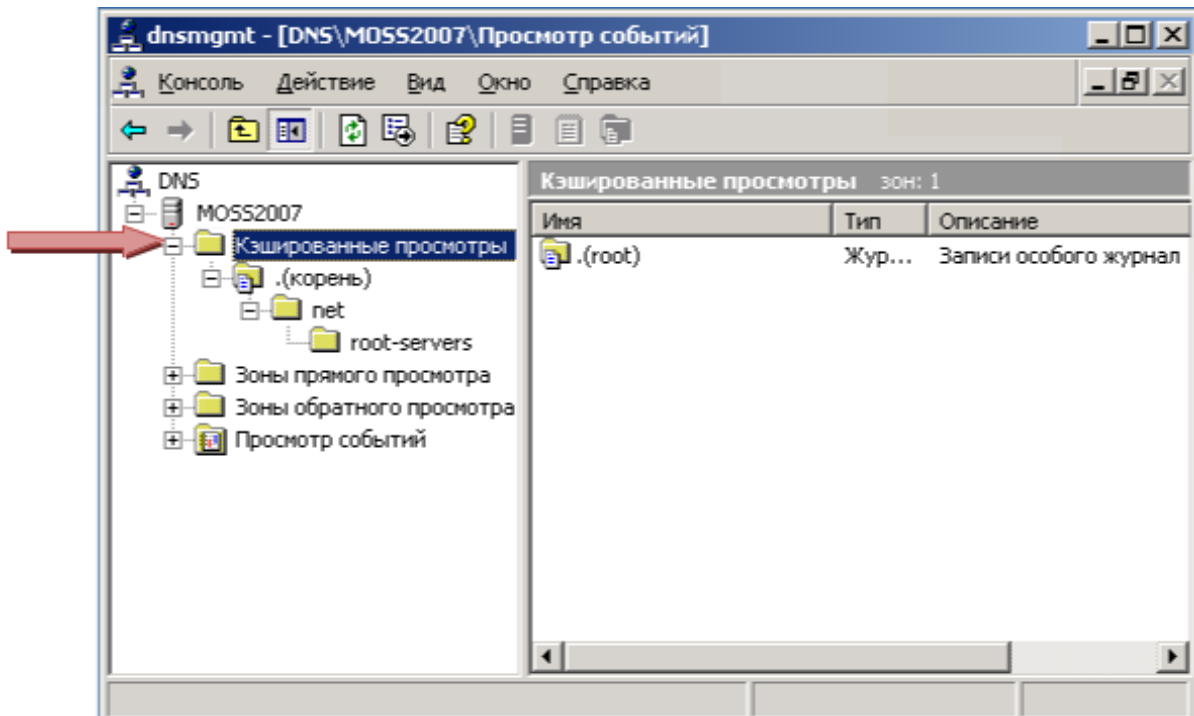 dnsmgmt - [DNS\MOSS2007\Просмотр событий]
Консоль Действие Вид Окно Справка
DNS
MOSS2007
Кэшированные просмотры
.(корень)
net
root-servers
Зоны прямого просмотра
Зоны обратного просмотра
Просмотр событий
Кэшированные просмотры зон: 1
Имя Тип Описание
.(root) Жур... Записи особого журнал